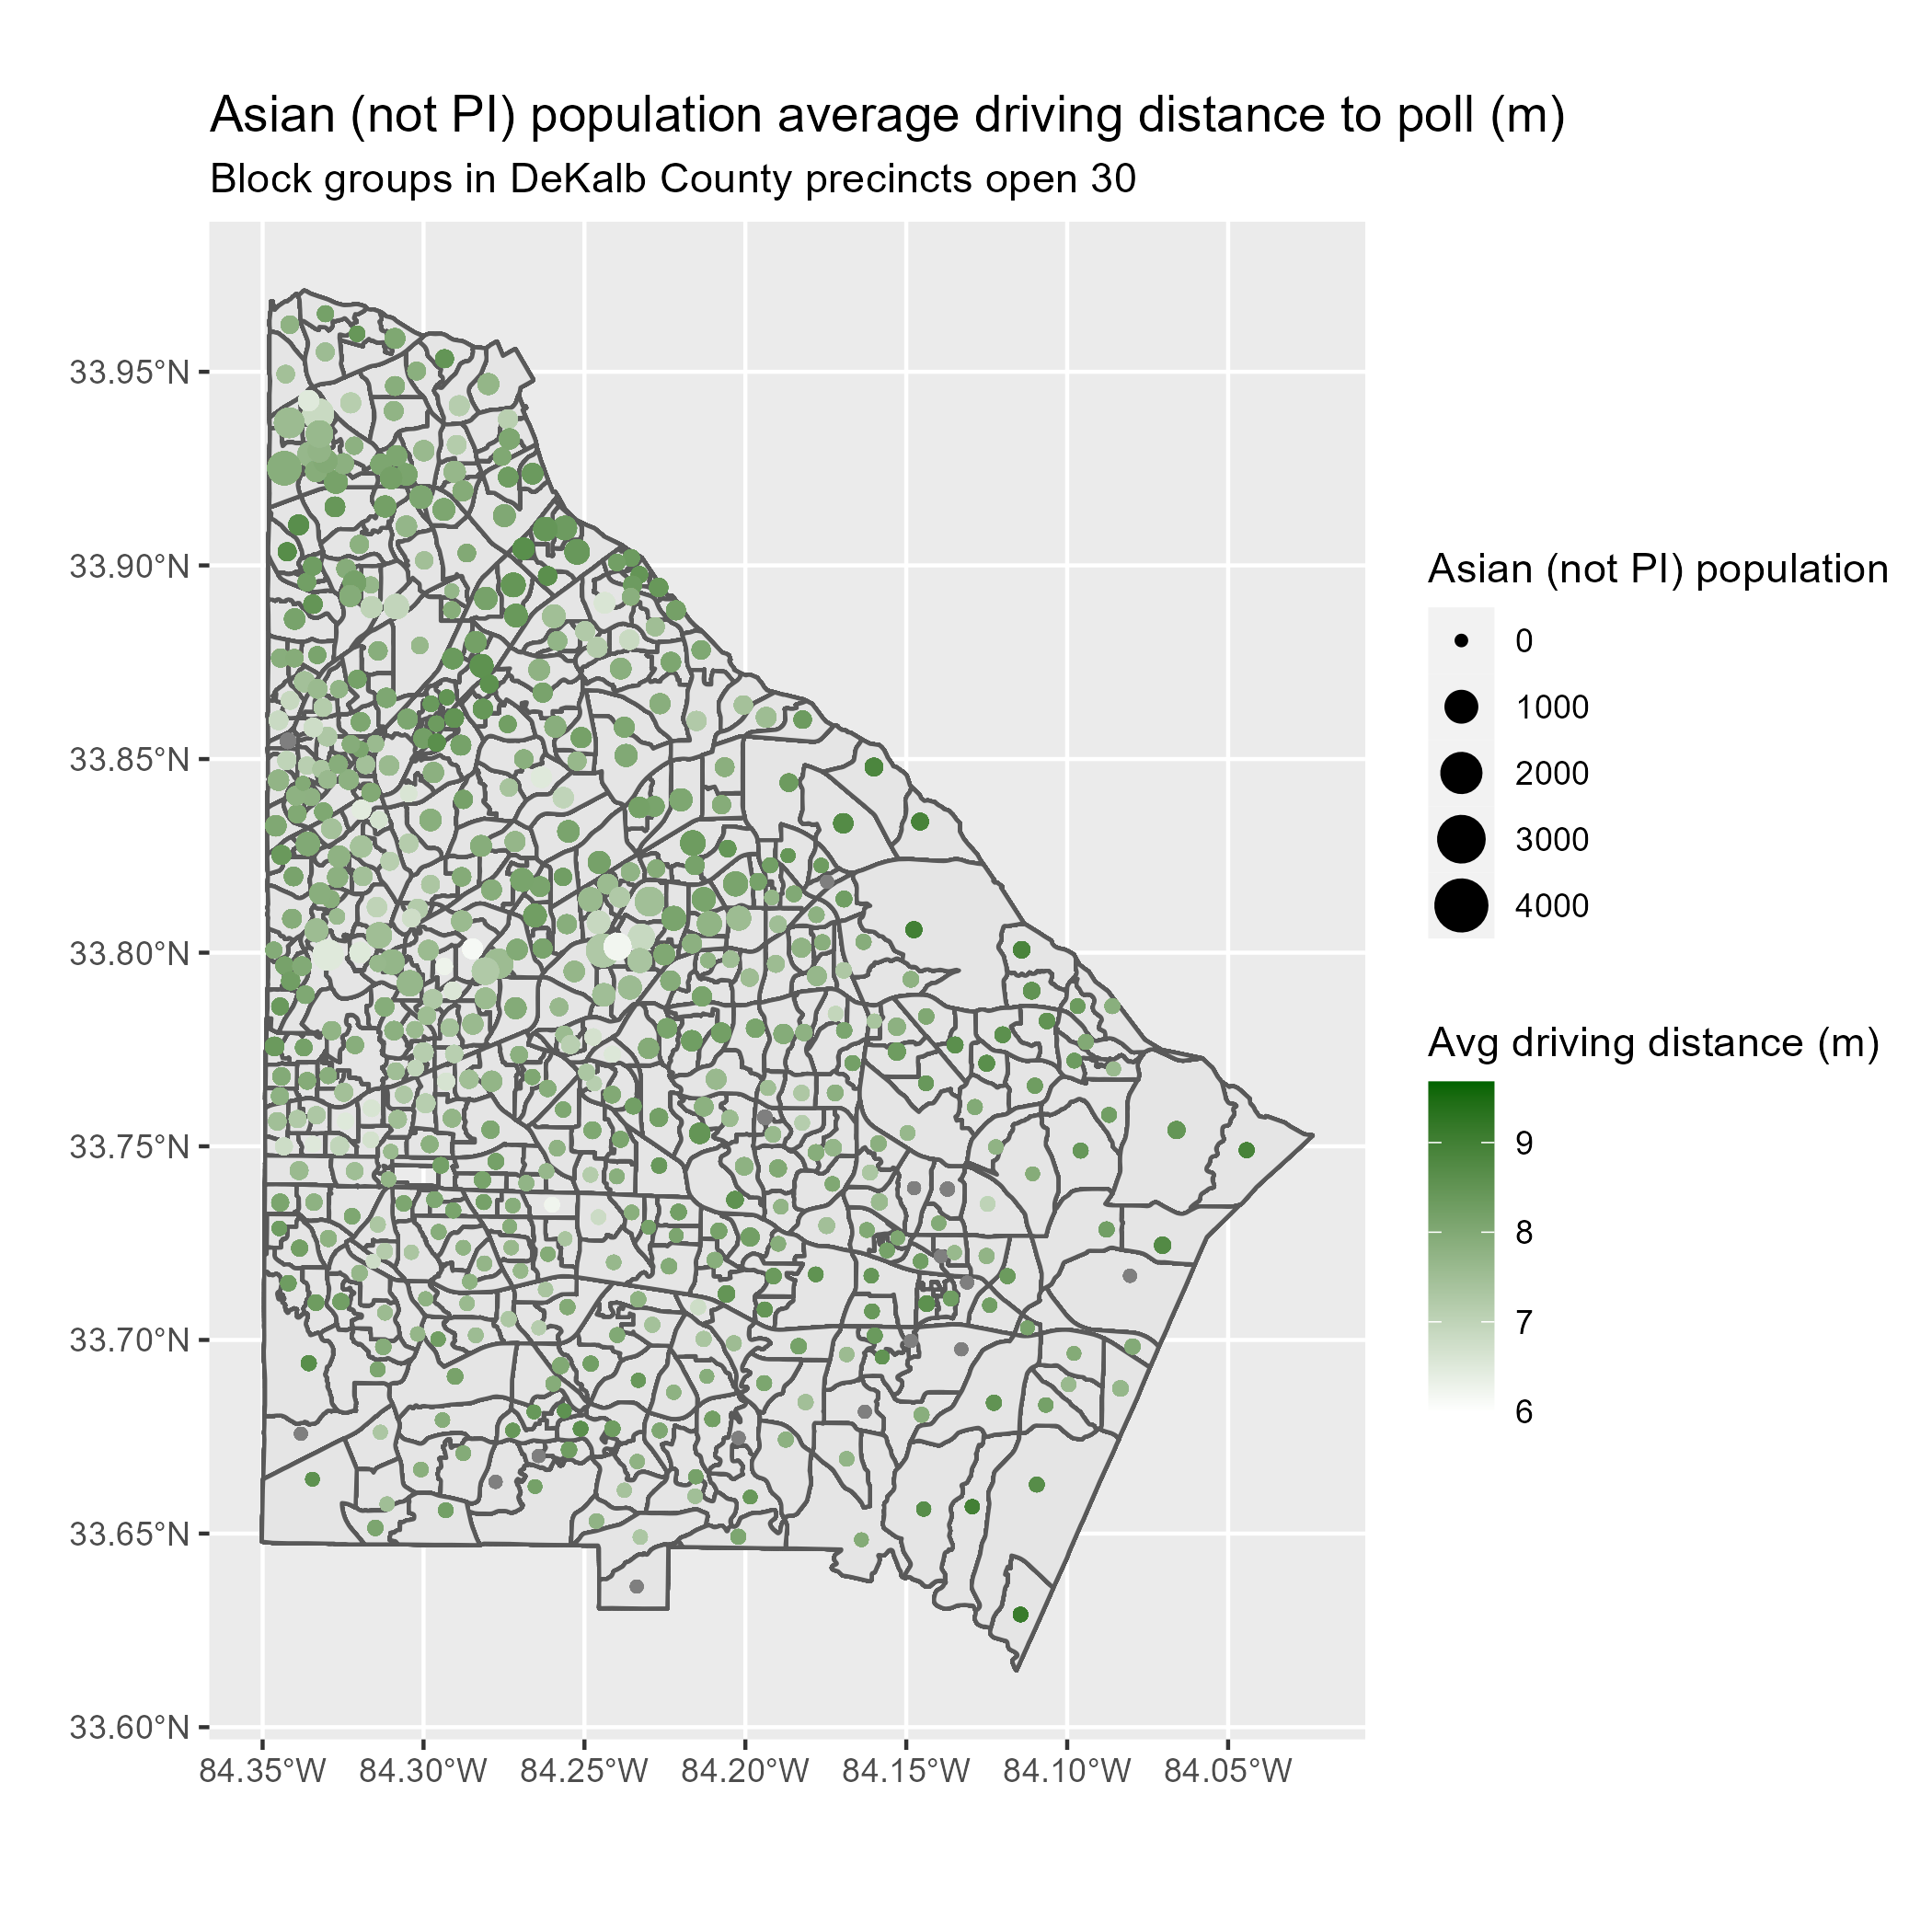 Asian (not PI) population average driving distance to poll (m)
Block groups in DeKalb County precincts open 30
33.95°N
33.90°N
33.85°N
33.80°N
33.75°N
33.70°N
33.65°N
33.60°N
84.35°W
84.30°W
84.25°W
84.20°W
84.15°W
84.10°W
84.05°W
Asian (not PI) population
0
1000
2000
3000
4000
Avg driving distance (m)
9
8
7
6